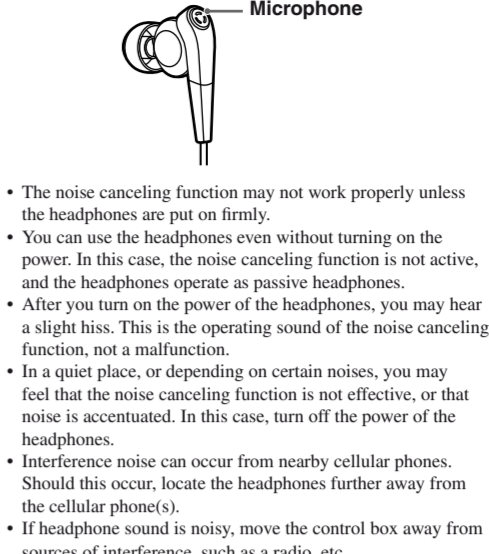 Microphone
• The noise canceling function may not work properly unless
the headphones are put on firmly.
• You can use the headphones even without turning on the
power. In this case, the noise canceling function is not active,
and the headphones operate as passive headphones.
• After you turn on the power of the headphones, you may hear
a slight hiss. This is the operating sound of the noise canceling
function, not a malfunction.
• In a quiet place, or depending on certain noises, you may
feel that the noise canceling function is not effective, or that
noise is accentuated. In this case, turn off the power of the
headphones.
• Interference noise can occur from nearby cellular phones.
Should this occur, locate the headphones further away from
the cellular phone(s).
• If headphone sound is noisy, move the control box away from
sources of interference, such as a radio, etc.